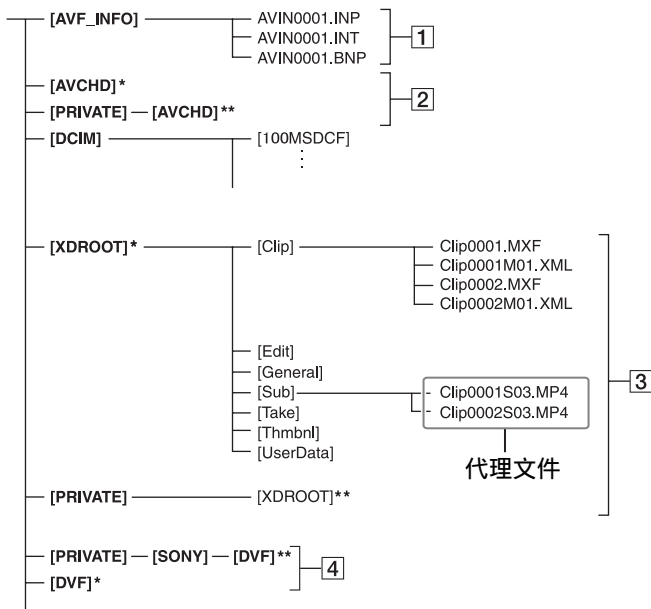 [AVF_INFO] AVIN0001.INP
AVIN0001.INT 1
AVIN0001.BNP
[AVCHD]*
2
[PRIVATE] [AVCHD]**
[DCIM] [100MSDCF]
[XDROOT]* [Clip] Clip0001.MXF
Clip0001M01.XML
Clip0002.MXF
Clip0002M01.XML
[Edit]
[General]
3
[Sub] Clip0001S03.MP4
[Take] Clip0002S03.MP4
[Thmbnl]
[UserData]
代理文件
[PRIVATE] [XDROOT]**
[PRIVATE] [SONY] [DVF]**
4
[DVF]*